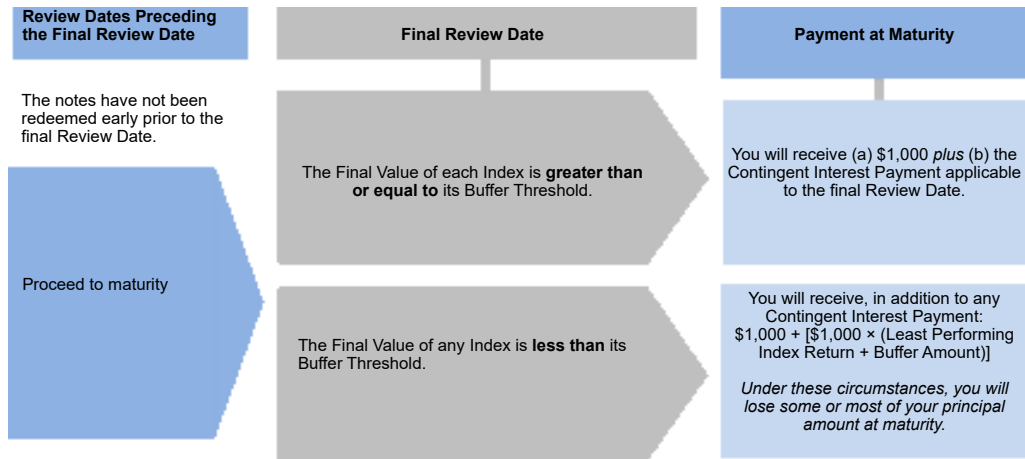 Review Dates Preceding
the Final Review Date
Final Review Date
Payment at Maturity
The notes have not been
redeemed early prior to the
final Review Date.
Proceed to maturity
The Final Value of each Index is greater than
or equal to its Buffer Threshold.
You will receive (a) $1,000 plus (b) the
Contingent Interest Payment applicable
to the final Review Date.
The Final Value of any Index is less than its
Buffer Threshold.
You will receive, in addition to any
Contingent Interest Payment:
$1,000 + [$1,000 × (Least Performing
Index Return + Buffer Amount)]
Under these circumstances, you will
lose some or most of your principal
amount at maturity.